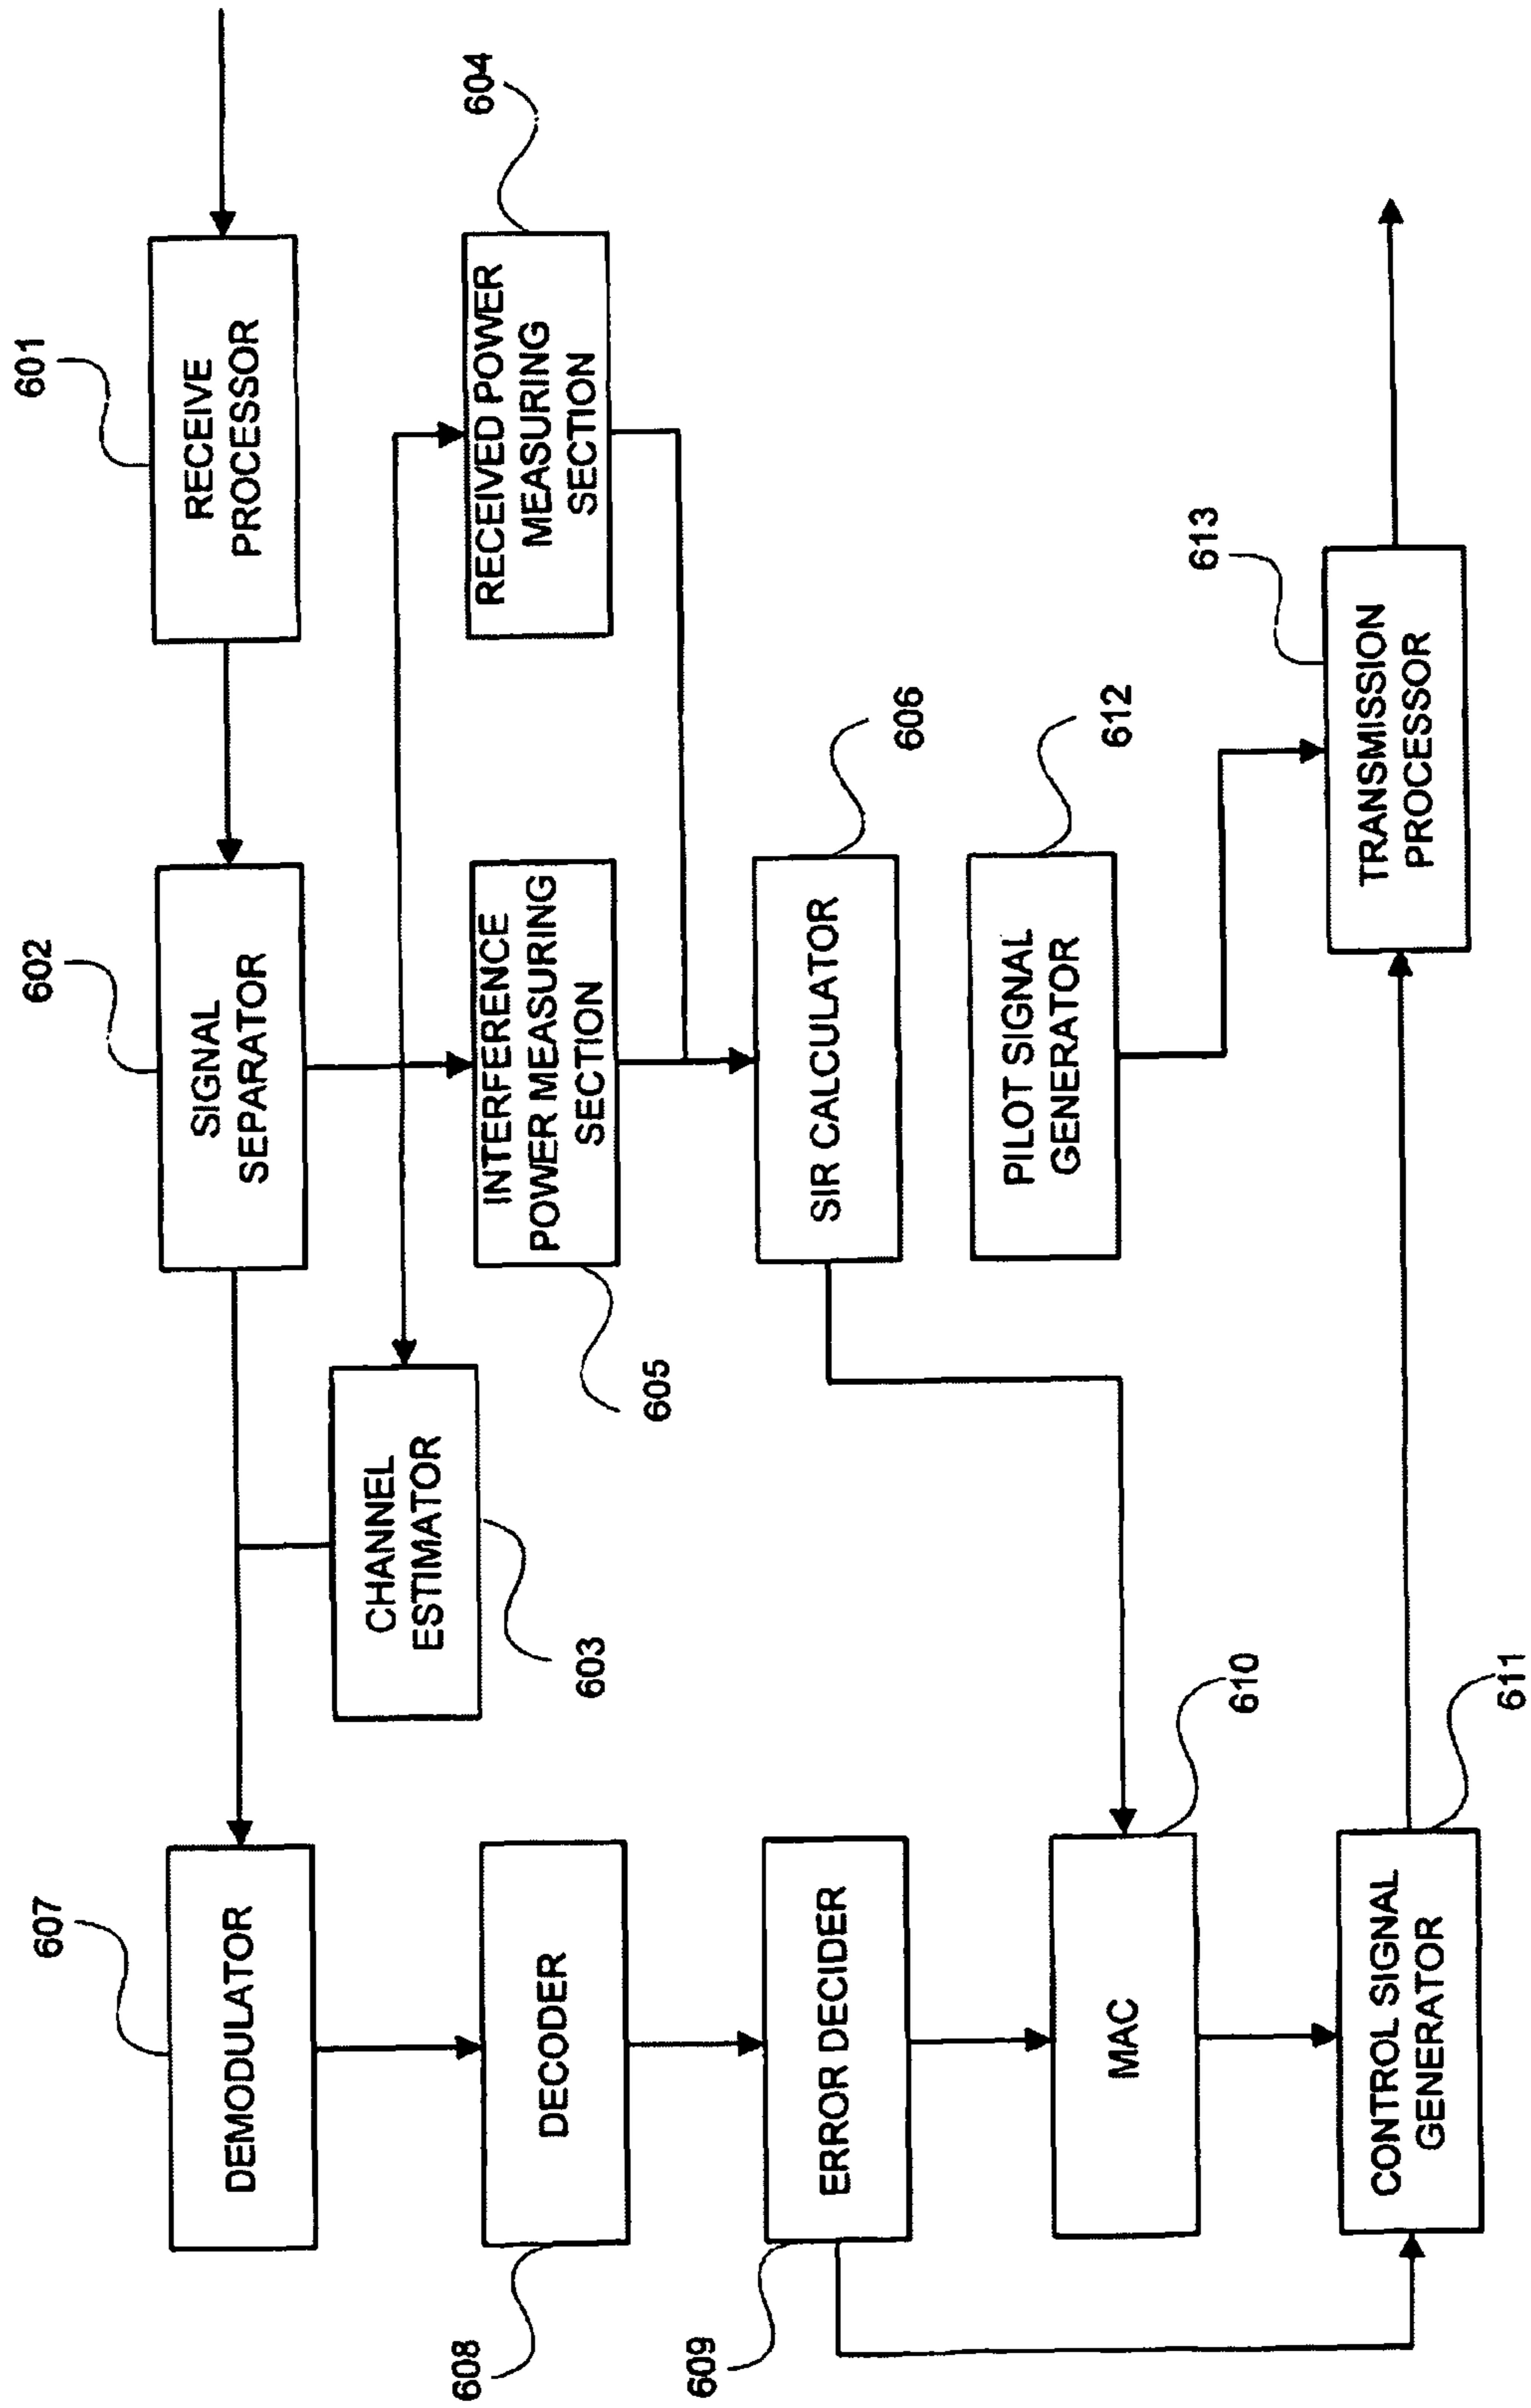 601
RECEIVE
PROCESSOR
602
SIGNAL
SEPARATOR
603
CHANNEL
ESTIMATOR
604
RECEIVED POWER
MEASURING
SECTION
605
INTERFERENCE
POWER MEASURING
SECTION
606
SIR CALCULATOR
607
DEMODULATOR
608
DECODER
609
ERROR DECIDER
610
MAC
611
CONTROL SIGNAL
GENERATOR
612
PILOT SIGNAL
GENERATOR
613
TRANSMISSION
PROCESSOR